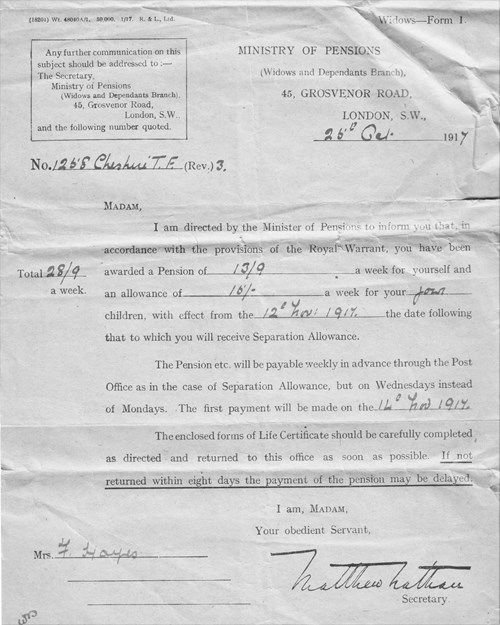 (18284) Wt. 48040A/L. 50,000. 1/17. R. & L., Ltd.
Widows—Form 1.
Any further communication on this
subject should be addressed to :—
The Secretary,
Ministry of Pensions
(Widows and Dependants Branch),
45, Grosvenor Road,
London, S.W.
and the following number quoted.
MINISTRY OF PENSIONS
(Widows and Dependants Branch),
45, GROSVENOR ROAD,
LONDON, S.W.,
Oct. 1917
No. 1258 Cheshire T.F. (Rev.) 3.
MADAM,
I am directed by the Minister of Pensions to inform you that, in
accordance with the provisions of the Royal Warrant, you have been
Total 28/9 a week.
awarded a Pension of 13/9 a week for yourself and
an allowance of 15/- a week for your four
children, with effect from the 12º Nov: 1917. the date following
that to which you will receive Separation Allowance.
The Pension etc. will be payable weekly in advance through the Post
Office as in the case of Separation Allowance, but on Wednesdays instead
of Mondays. The first payment will be made on the 14º Nov 1917.
The enclosed forms of Life Certificate should be carefully completed
as directed and returned to this office as soon as possible. If not
returned within eight days the payment of the pension may be delayed.
I am, MADAM,
Your obedient Servant,
Mrs. F. Hayes
Matthew Nathan
Secretary.